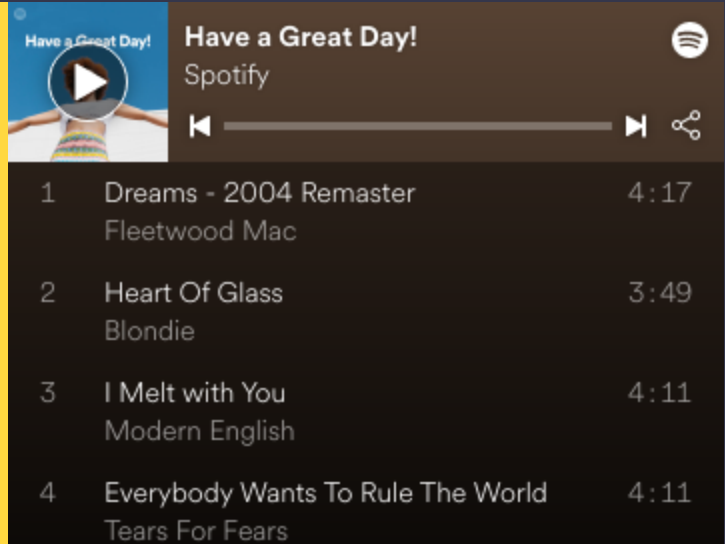 Have a Great Day!
Have a Great Day!
Spotify
1 Dreams - 2004 Remaster 4:17
Fleetwood Mac
2 Heart Of Glass 3:49
Blondie
3 I Melt with You 4:11
Modern English
4 Everybody Wants To Rule The World 4:11
Tears For Fears